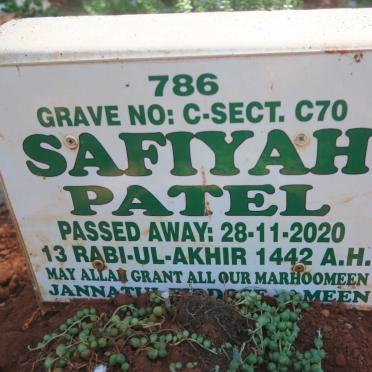 786
GRAVE NO: C-SECT. C70
SAFIYAH
PATEL
PASSED AWAY: 28-11-2020
13 RABI-UL-AKHIR 1442 A.H.
MAY ALLAH GRANT ALL OUR MARHOOMEEN
JANNATUL